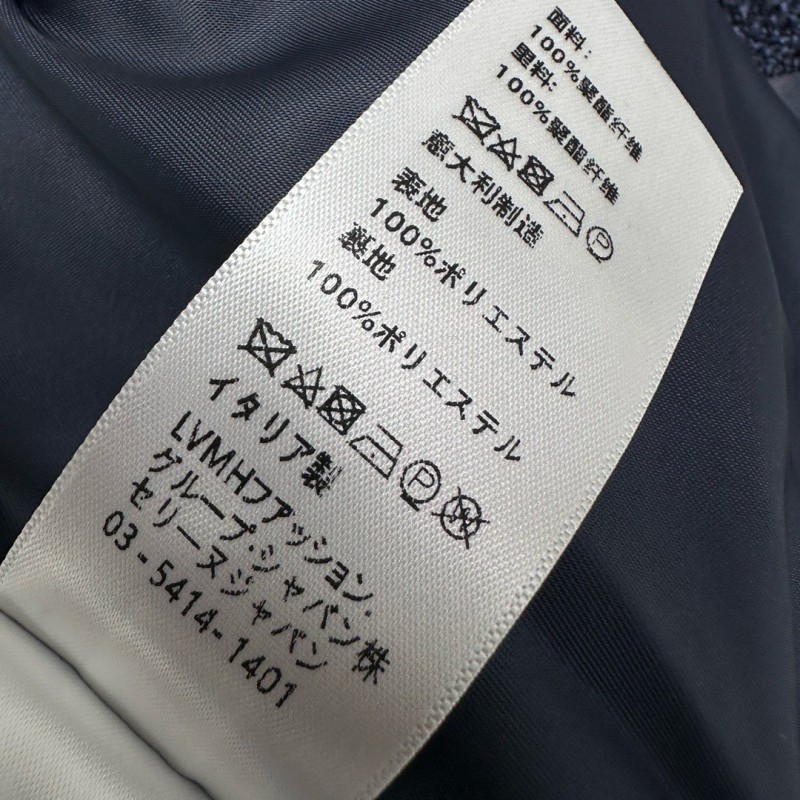 面料:
100%聚酯纤维
里料:
100%聚酯纤维
意大利制造
表地
100%ポリエステル
裏地
100%ポリエステル
イタリア製
LVMHファッション.
グループ.ジャパン株
セリーヌジャパン
03-5414-1401